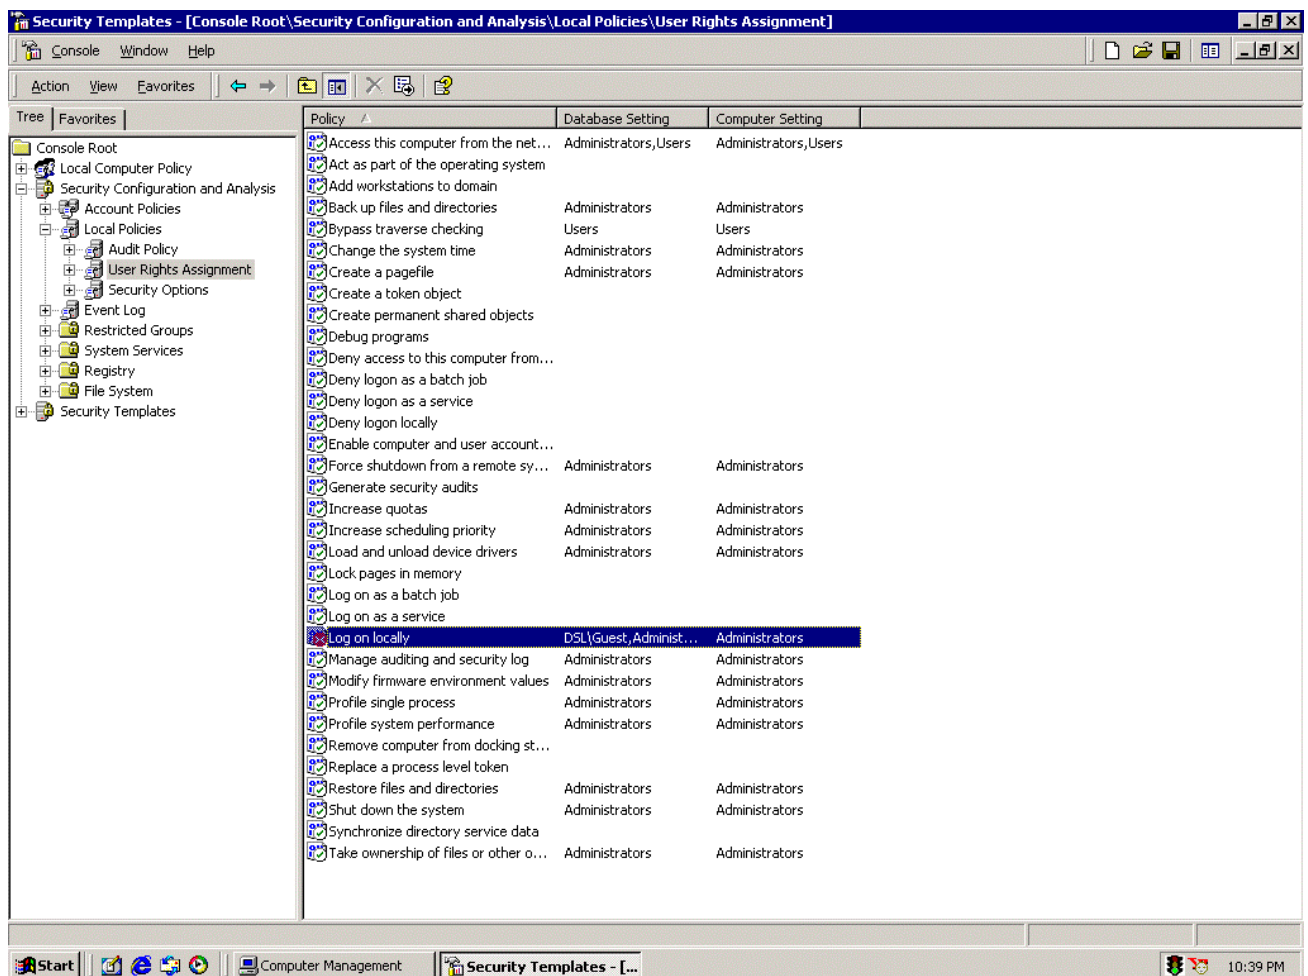 Security Templates - [Console Root\Security Configuration and Analysis\Local Policies\User Rights Assignment]
Console Window Help
Action View Favorites
Tree Favorites
Policy Database Setting Computer Setting
Console Root
Local Computer Policy
Security Configuration and Analysis
Account Policies
Local Policies
Audit Policy
User Rights Assignment
Security Options
Event Log
Restricted Groups
System Services
Registry
File System
Security Templates
Access this computer from the net... Administrators,Users Administrators,Users
Act as part of the operating system
Add workstations to domain
Back up files and directories Administrators Administrators
Bypass traverse checking Users Users
Change the system time Administrators Administrators
Create a pagefile Administrators Administrators
Create a token object
Create permanent shared objects
Debug programs
Deny access to this computer from...
Deny logon as a batch job
Deny logon as a service
Deny logon locally
Enable computer and user account...
Force shutdown from a remote sy... Administrators Administrators
Generate security audits
Increase quotas Administrators Administrators
Increase scheduling priority Administrators Administrators
Load and unload device drivers Administrators Administrators
Lock pages in memory
Log on as a batch job
Log on as a service
Log on locally DSL\Guest,Administ... Administrators
Manage auditing and security log Administrators Administrators
Modify firmware environment values Administrators Administrators
Profile single process Administrators Administrators
Profile system performance Administrators Administrators
Remove computer from docking st...
Replace a process level token
Restore files and directories Administrators Administrators
Shut down the system Administrators Administrators
Synchronize directory service data
Take ownership of files or other o... Administrators Administrators
Start Computer Management Security Templates - [... 10:39 PM